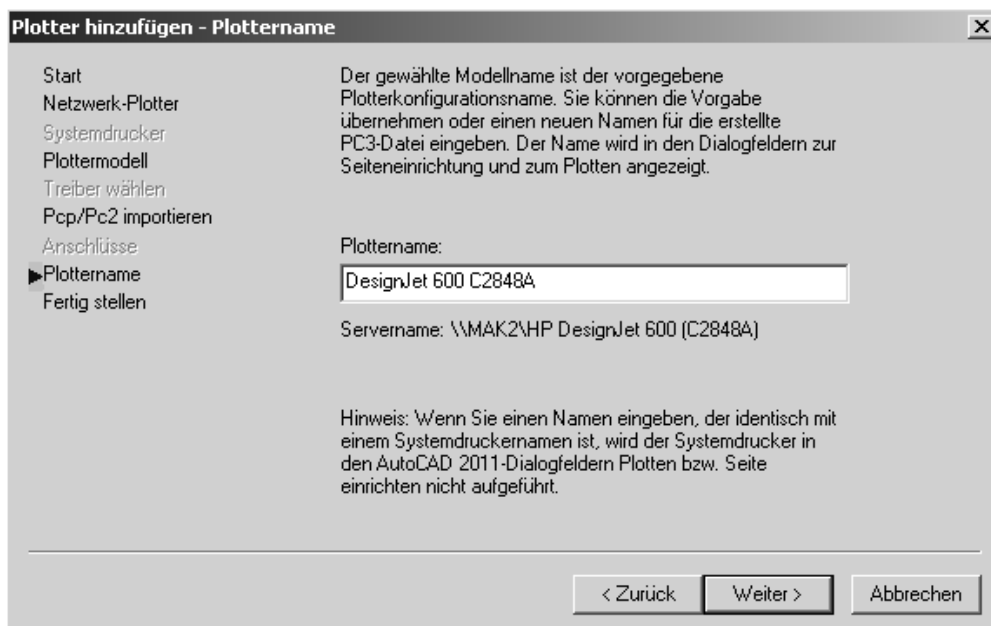 Plotter hinzufügen - Plottername
Start
Netzwerk-Plotter
Systemdrucker
Plottermodell
Treiber wählen
Pcp/Pc2 importieren
Anschlüsse
Plottername
Fertig stellen
Der gewählte Modellname ist der vorgegebene
Plotterkonfigurationsname. Sie können die Vorgabe
übernehmen oder einen neuen Namen für die erstellte
PC3-Datei eingeben. Der Name wird in den Dialogfeldern zur
Seiteneinrichtung und zum Plotten angezeigt.
Plottername:
DesignJet 600 C2848A
Servername: \\MAK2\HP DesignJet 600 (C2848A)
Hinweis: Wenn Sie einen Namen eingeben, der identisch mit
einem Systemdruckernamen ist, wird der Systemdrucker in
den AutoCAD 2011-Dialogfeldern Plotten bzw. Seite
einrichten nicht aufgeführt.
< Zurück
Weiter >
Abbrechen